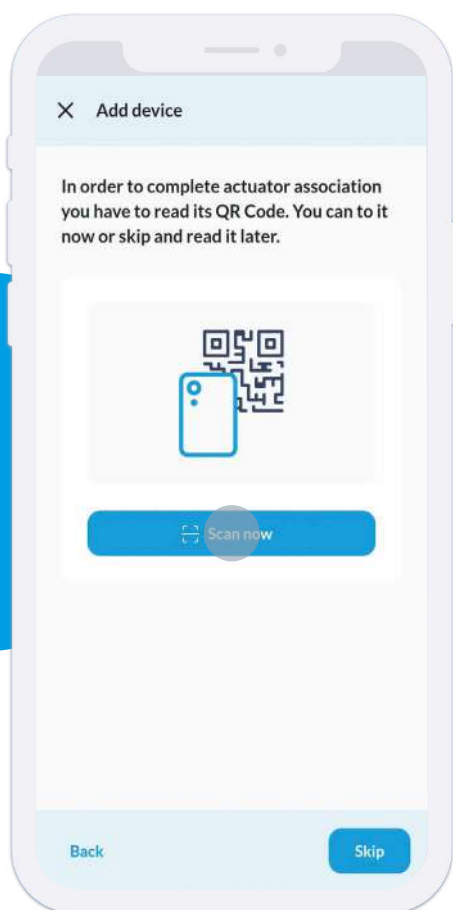 Add device
In order to complete actuator association
you have to read its QR Code. You can to it
now or skip and read it later.
Scan now
Back
Skip